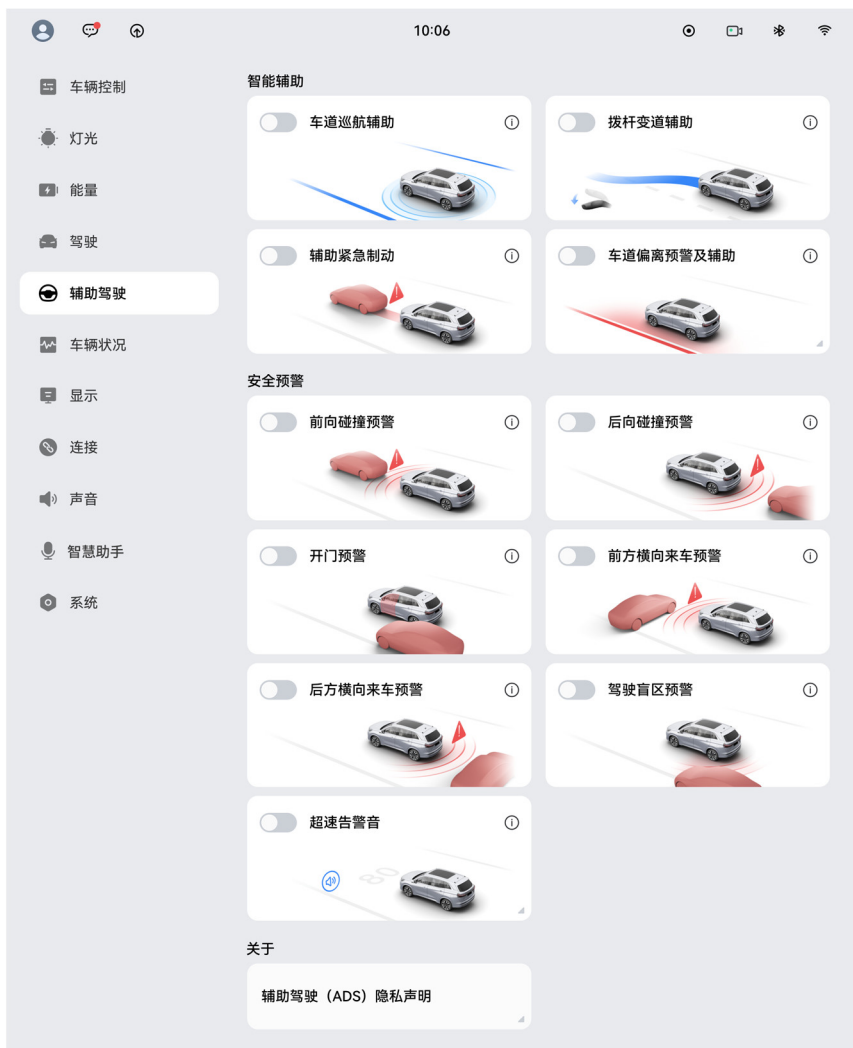 10:06
车辆控制
灯光
能量
驾驶
辅助驾驶
车辆状况
显示
连接
声音
智慧助手
系统
智能辅助
车道巡航辅助
拨杆变道辅助
辅助紧急制动
车道偏离预警及辅助
安全预警
前向碰撞预警
后向碰撞预警
开门预警
前方横向来车预警
后方横向来车预警
驾驶盲区预警
超速告警音
80
关于
辅助驾驶（ADS）隐私声明